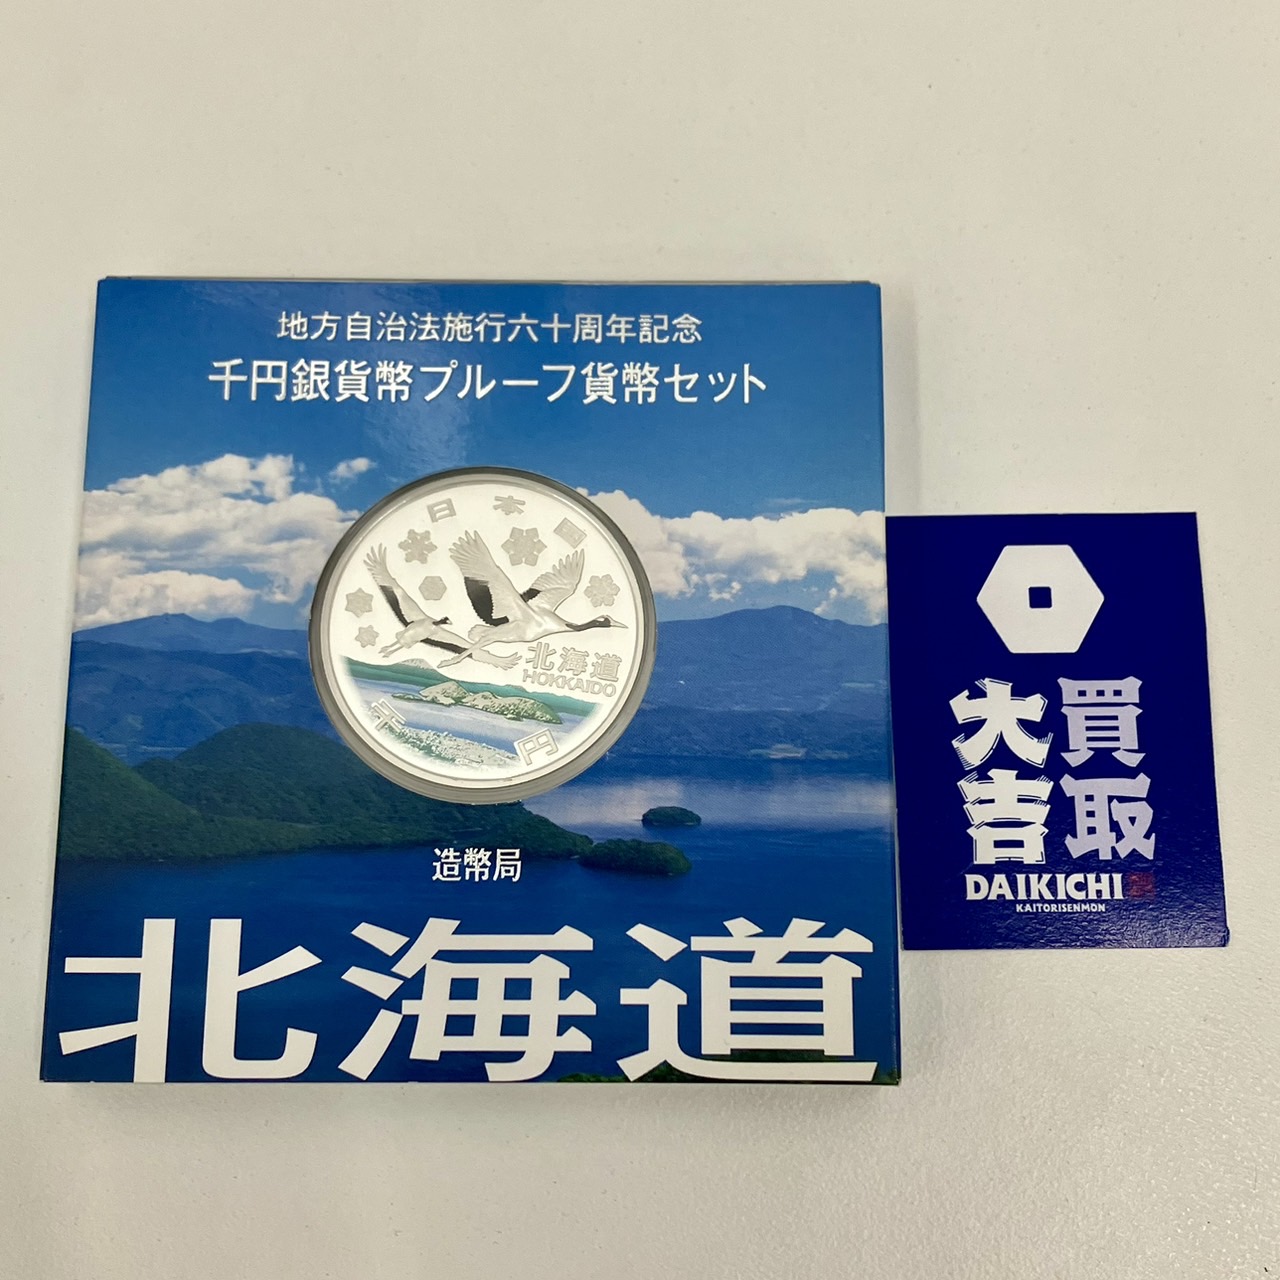 地方自治法施行六十周年記念
千円銀貨幣プルーフ貨幣セット
日本国
北海道
HOKKAIDO
千円
造幣局
北海道
買取
大吉
DAIKICHI
KAITORISENMON